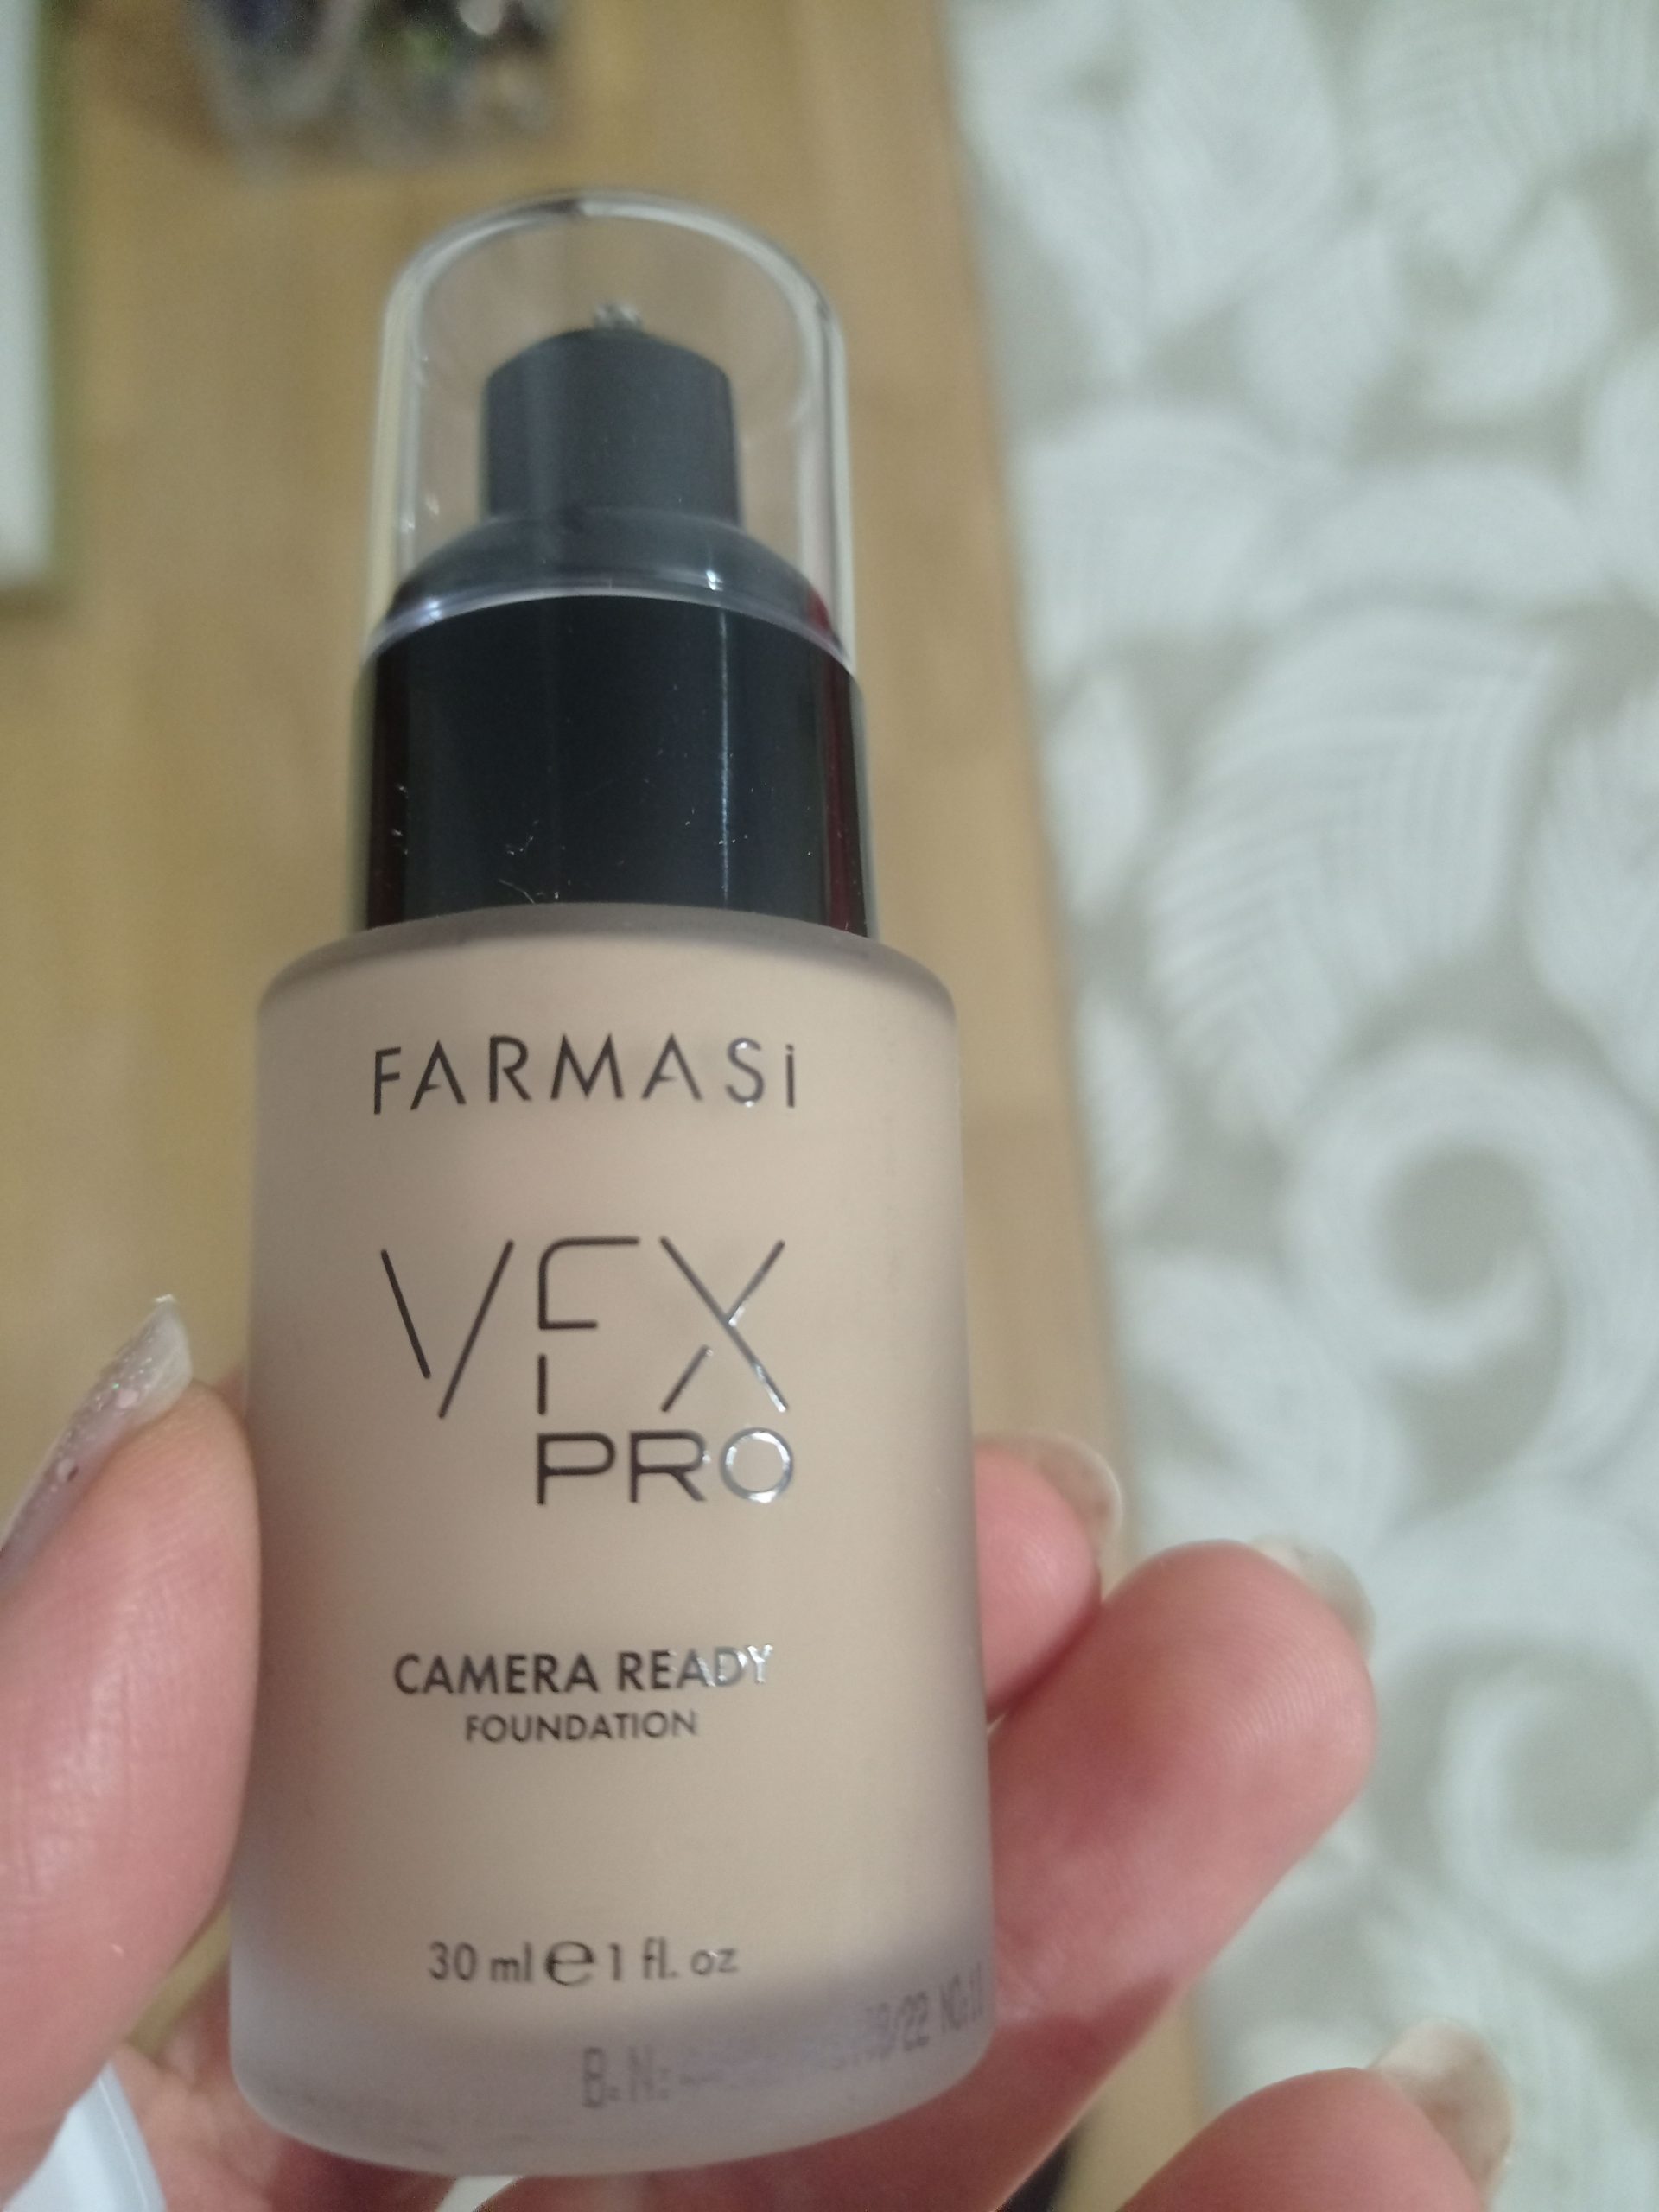 FARMASi
VFX
PRO
CAMERA READY
FOUNDATION
30 ml e 1 fl. oz
B.N: